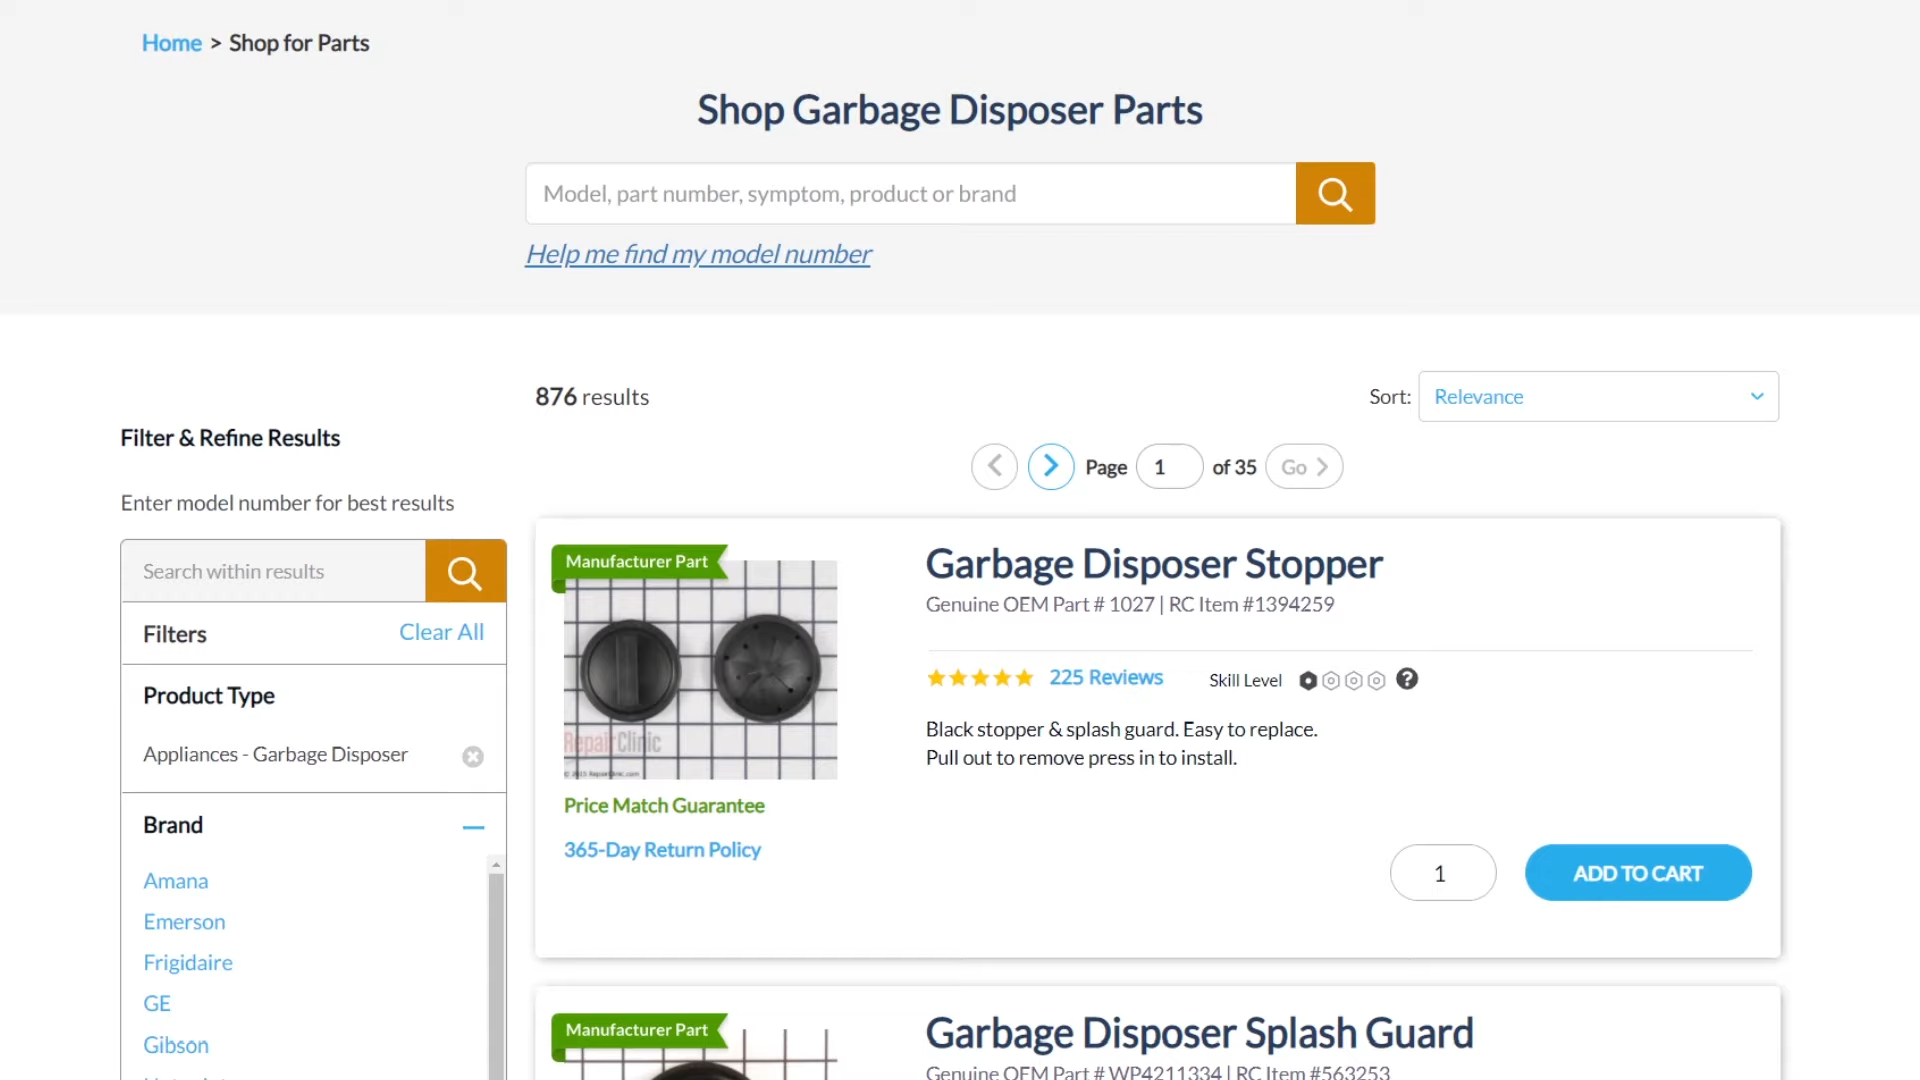 Home > Shop for Parts
Shop Garbage Disposer Parts
Model, part number, symptom, product or brand
Help me find my model number
876 results
Sort: Relevance
Filter & Refine Results
Page 1 of 35 Go
Enter model number for best results
Search within results
Filters Clear All
Product Type
Appliances - Garbage Disposer
Brand
Amana
Emerson
Frigidaire
GE
Gibson
Manufacturer Part
RepairClinic
© 2015 RepairClinic.com
Price Match Guarantee
365-Day Return Policy
Garbage Disposer Stopper
Genuine OEM Part # 1027 | RC Item #1394259
225 Reviews Skill Level ?
Black stopper & splash guard. Easy to replace.
Pull out to remove press in to install.
1 ADD TO CART
Manufacturer Part
Garbage Disposer Splash Guard
Genuine OEM Part # WP4211334 | RC Item #563253